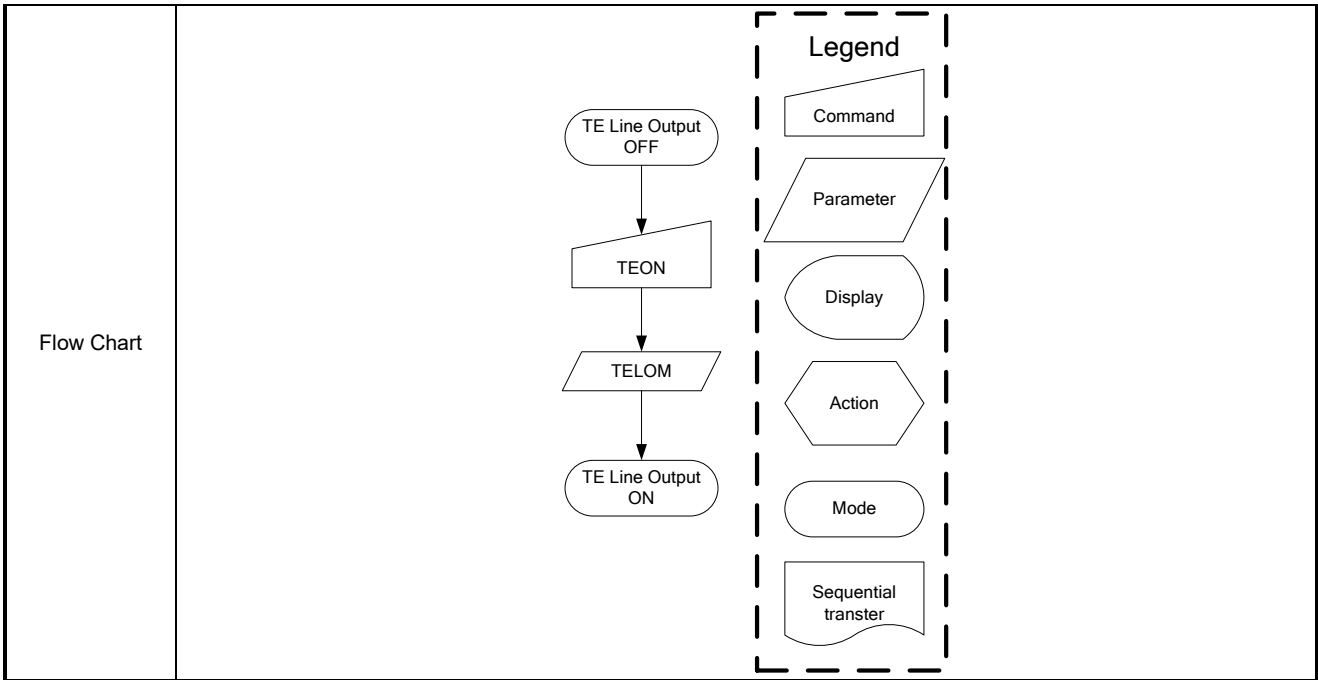 Flow Chart
TE Line Output
OFF
TEON
TELOM
TE Line Output
ON
Legend
Command
Parameter
Display
Action
Mode
Sequential
transter